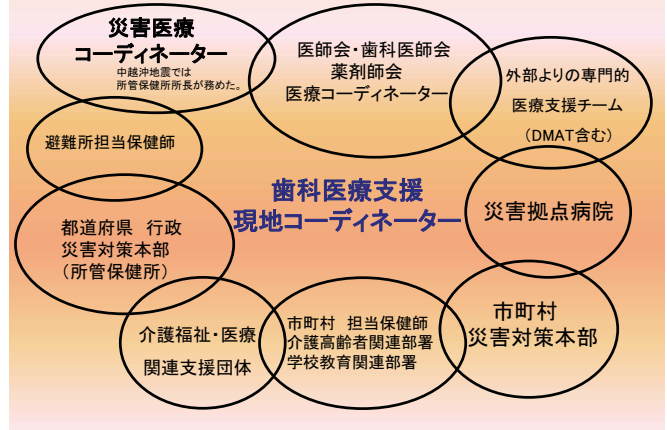 災害医療
コーディネーター
中越沖地震では
所管保健所所長が務めた。
医師会・歯科医師会
薬剤師会
医療コーディネーター
外部よりの専門的
医療支援チーム
(DMAT含む)
避難所担当保健師
歯科医療支援
現地コーディネーター
災害拠点病院
都道府県 行政
災害対策本部
(所管保健所)
介護福祉・医療
関連支援団体
市町村 担当保健師
介護高齢者関連部署
学校教育関連部署
市町村
災害対策本部